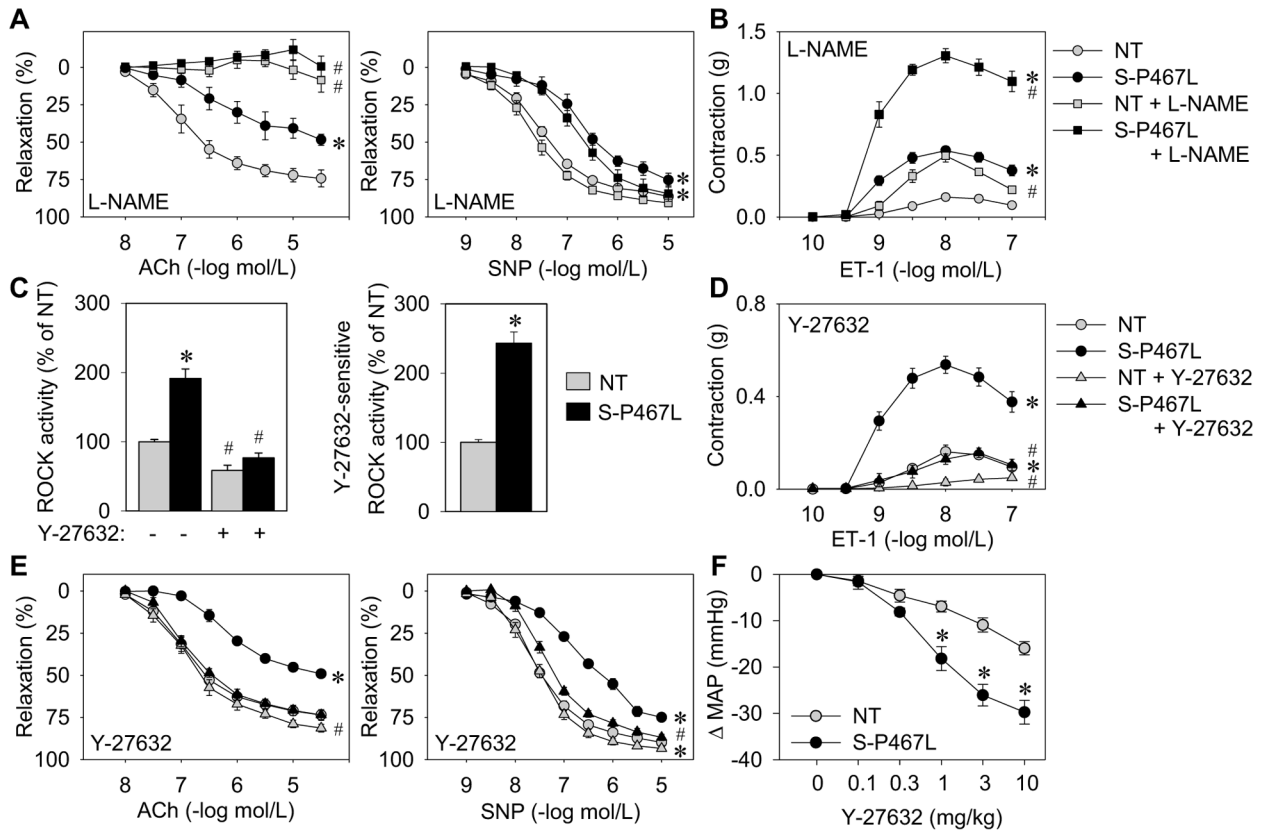 A
Relaxation (%)
0
25
50
75
100
L-NAME
#
#
*
8 7 6 5
ACh (-log mol/L)
Relaxation (%)
0
25
50
75
100
L-NAME
*
*
9 8 7 6 5
SNP (-log mol/L)
B
Contraction (g)
1.5
1.0
0.5
0.0
L-NAME
*
#
*
#
10 9 8 7
ET-1 (-log mol/L)
NT
S-P467L
NT + L-NAME
S-P467L
+ L-NAME
C
ROCK activity (% of NT)
300
200
100
0
*
#
#
Y-27632: - - + +
Y-27632-sensitive
ROCK activity (% of NT)
300
200
100
0
*
NT
S-P467L
D
Contraction (g)
0.8
0.4
0.0
Y-27632
*
#
*
#
10 9 8 7
ET-1 (-log mol/L)
NT
S-P467L
NT + Y-27632
S-P467L
+ Y-27632
E
Relaxation (%)
0
25
50
75
100
Y-27632
*
#
8 7 6 5
ACh (-log mol/L)
Relaxation (%)
0
25
50
75
100
Y-27632
*
#
*
9 8 7 6 5
SNP (-log mol/L)
F
Δ MAP (mmHg)
0
-10
-20
-30
-40
*
*
*
NT
S-P467L
0 0.1 0.3 1 3 10
Y-27632 (mg/kg)